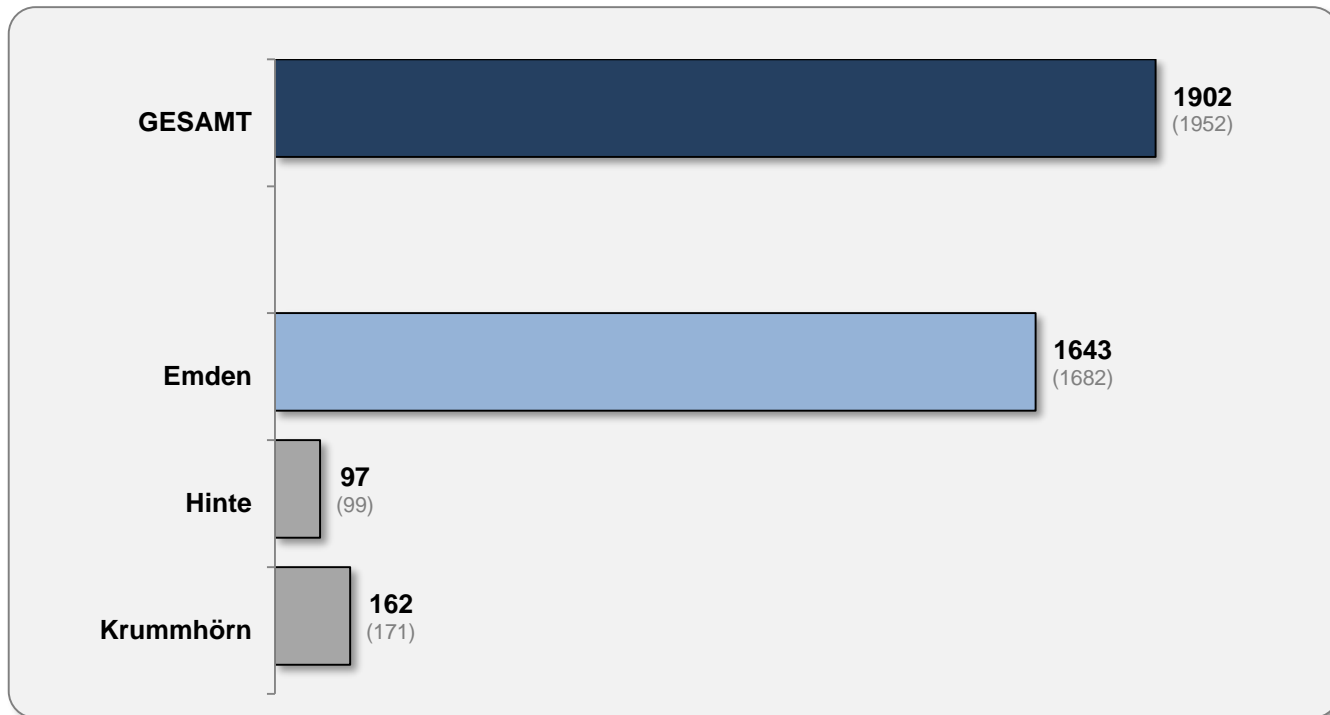 GESAMT
1902
(1952)
Emden
1643
(1682)
Hinte
97
(99)
Krummhörn
162
(171)